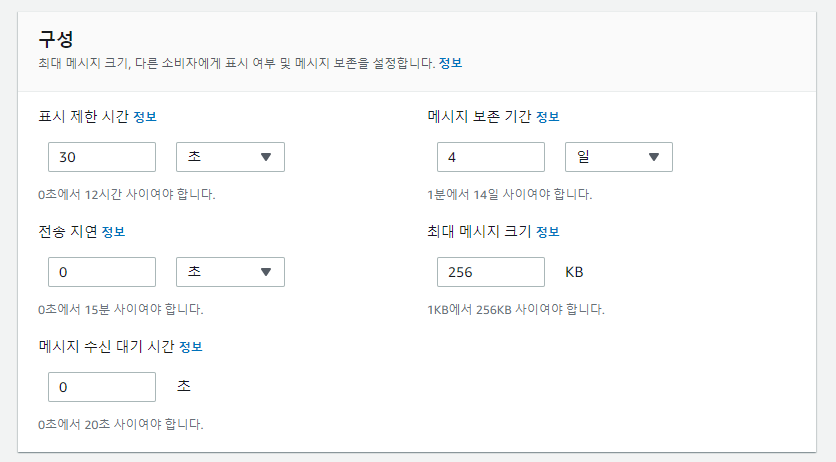 구성
최대 메시지 크기, 다른 소비자에게 표시 여부 및 메시지 보존을 설정합니다. 정보
표시 제한 시간 정보
30 초
0초에서 12시간 사이여야 합니다.
메시지 보존 기간 정보
4 일
1분에서 14일 사이여야 합니다.
전송 지연 정보
0 초
0초에서 15분 사이여야 합니다.
최대 메시지 크기 정보
256 KB
1KB에서 256KB 사이여야 합니다.
메시지 수신 대기 시간 정보
0 초
0초에서 20초 사이여야 합니다.